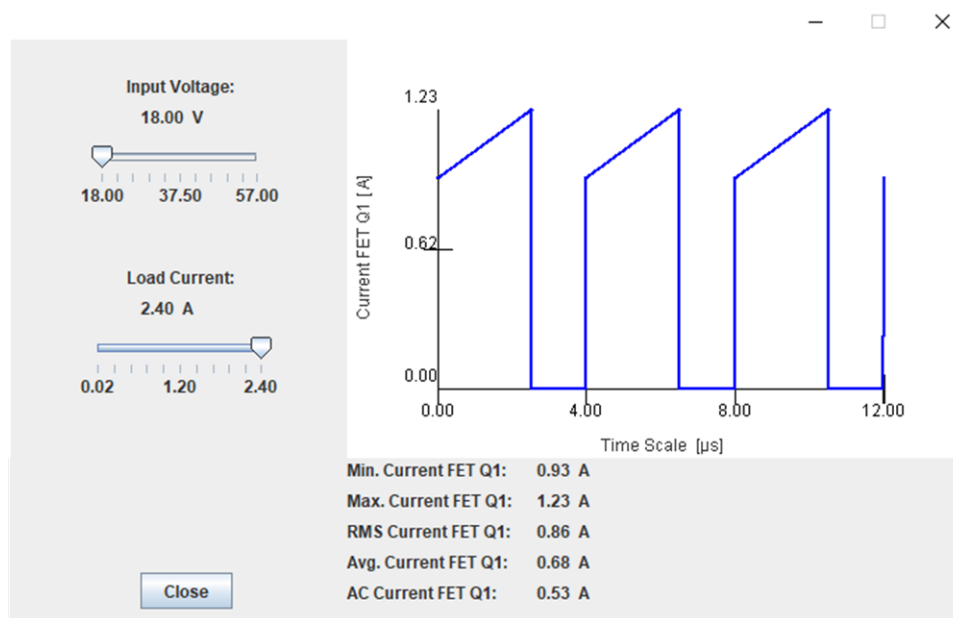 Input Voltage:
18.00 V
18.00 37.50 57.00
Load Current:
2.40 A
0.02 1.20 2.40
Close
Current FET Q1 [A]
1.23
0.62
0.00
0.00 4.00 8.00 12.00
Time Scale [µs]
Min. Current FET Q1: 0.93 A
Max. Current FET Q1: 1.23 A
RMS Current FET Q1: 0.86 A
Avg. Current FET Q1: 0.68 A
AC Current FET Q1: 0.53 A